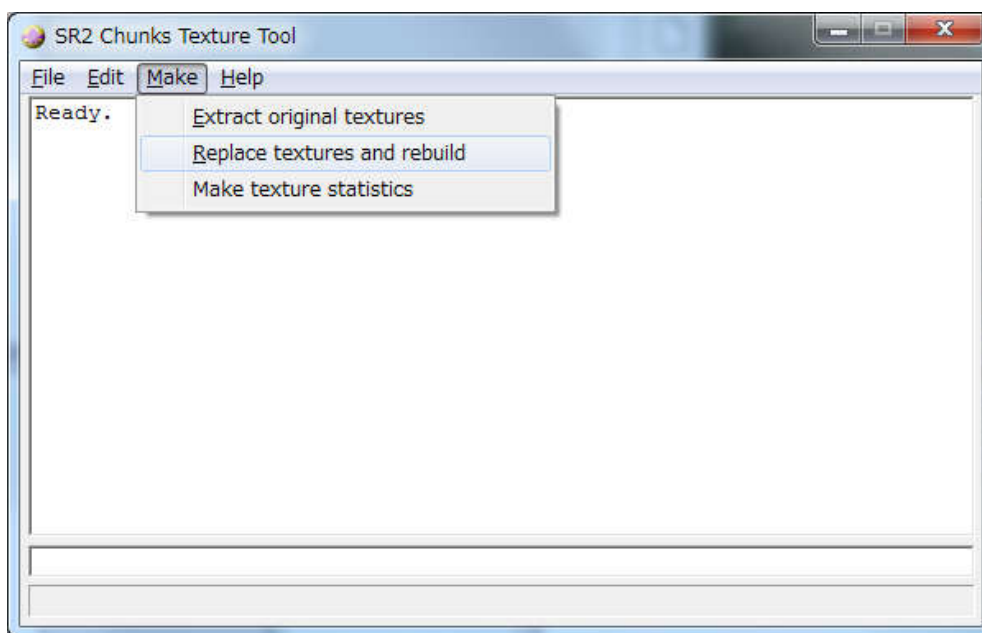 SR2 Chunks Texture Tool
File Edit Make Help
Ready.
Extract original textures
Replace textures and rebuild
Make texture statistics